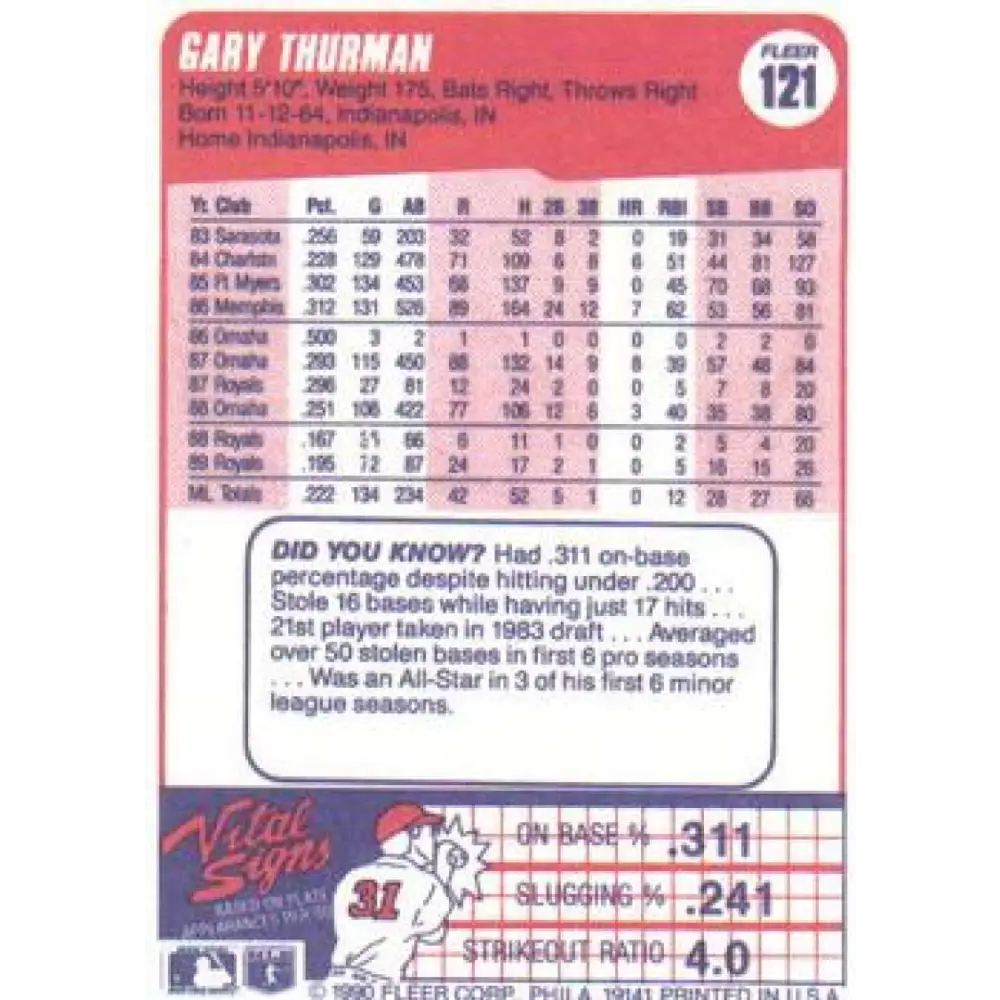 GARY THURMAN
FLEER
121
Height 5'10", Weight 175, Bats Right, Throws Right
Born 11-12-64, Indianapolis, IN
Home Indianapolis, IN
Yr. Club Pct. G AB R H 2B 3B HR RBI SB BB SO
83 Sarasota .256 59 203 32 52 8 2 0 19 31 34 58
84 Charlstn .228 129 478 71 109 6 8 6 51 44 81 127
85 Ft. Myers .302 134 453 68 137 9 9 0 45 70 68 93
86 Memphis .312 131 526 89 164 24 12 7 62 53 56 81
86 Omaha .500 3 2 1 1 0 0 0 0 2 2 0
87 Omaha .293 115 450 88 132 14 9 8 39 57 48 84
87 Royals .296 27 81 12 24 2 0 0 5 7 8 20
88 Omaha .251 106 422 77 106 12 6 3 40 35 38 80
88 Royals .167 66 6 11 1 0 0 2 5 4 20
89 Royals .195 72 87 24 17 2 1 0 5 16 15 26
ML Totals .222 134 234 42 52 5 1 0 12 28 27 66
DID YOU KNOW? Had .311 on-base
percentage despite hitting under .200 . . .
Stole 16 bases while having just 17 hits . . .
21st player taken in 1983 draft . . . Averaged
over 50 stolen bases in first 6 pro seasons
. . . Was an All-Star in 3 of his first 6 minor
league seasons.
Vital
Signs
BASED ON PLATE
APPEARANCES
31
ON BASE % .311
SLUGGING % .241
STRIKEOUT RATIO 4.0
© 1990 FLEER CORP., PHILA. 19141 PRINTED IN U.S.A.